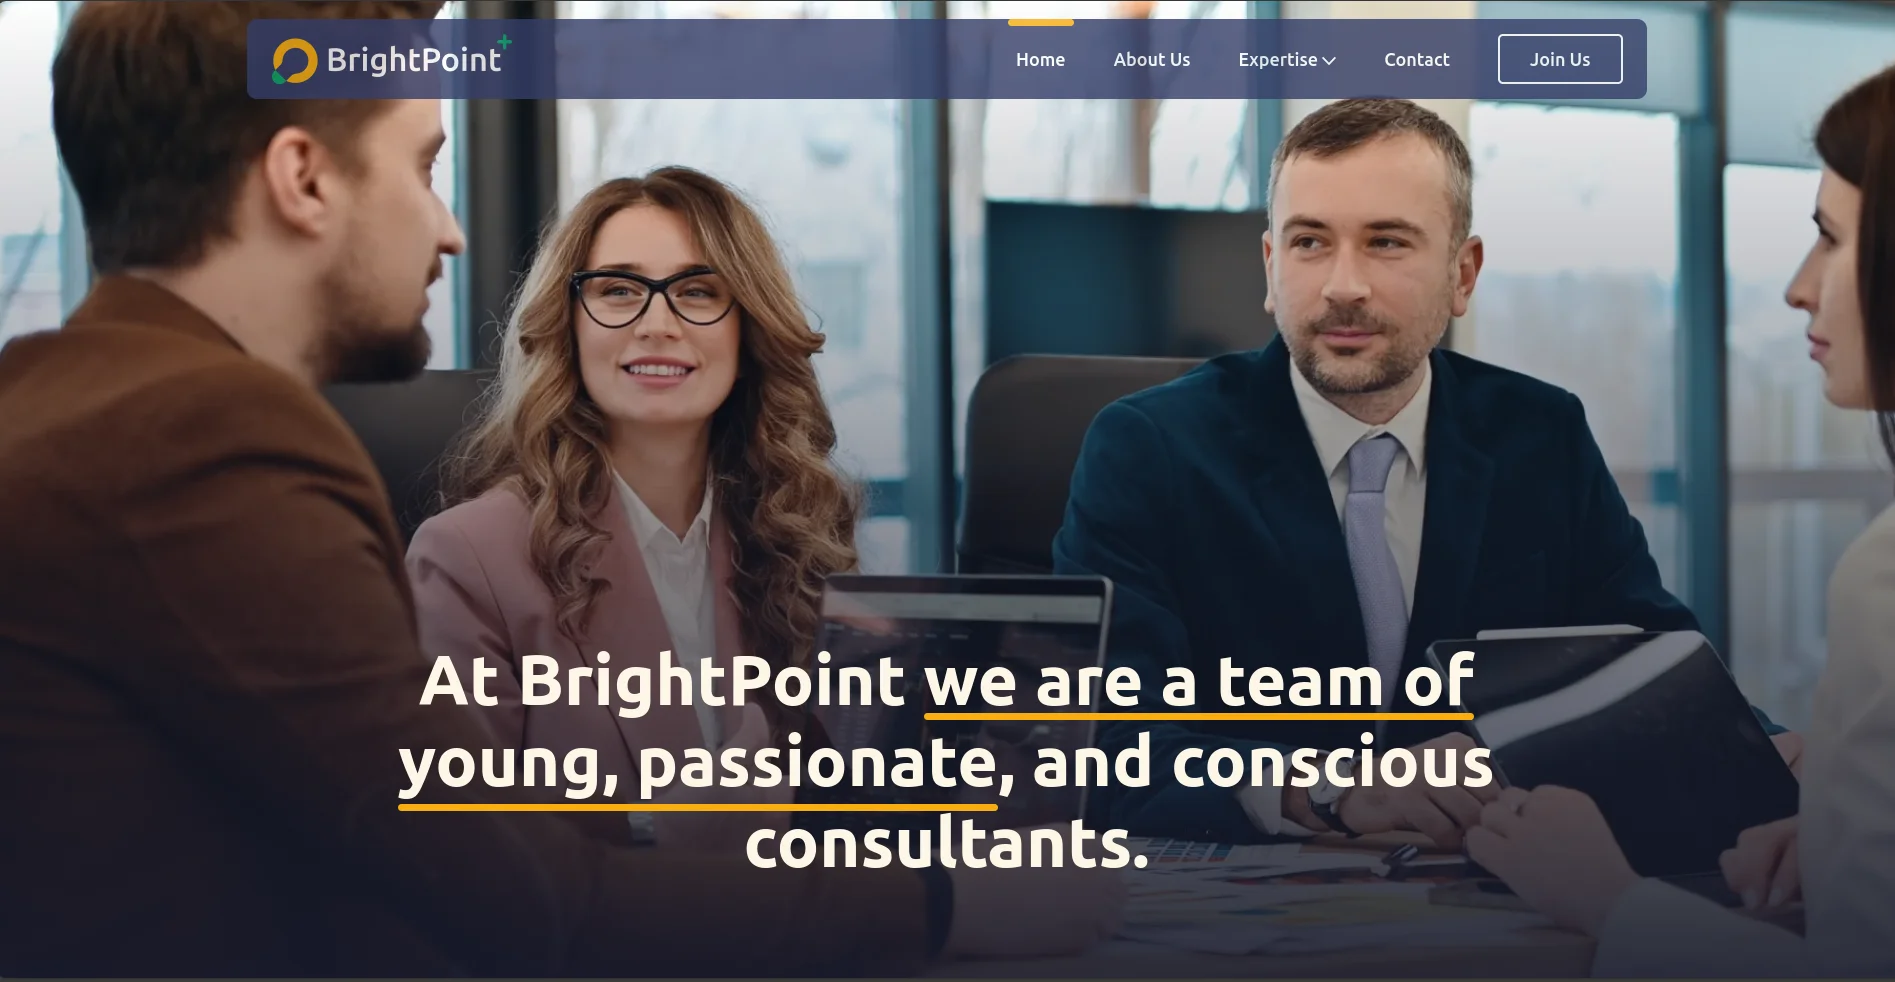 BrightPoint+
Home About Us Expertise Contact Join Us
At BrightPoint we are a team of
young, passionate, and conscious
consultants.